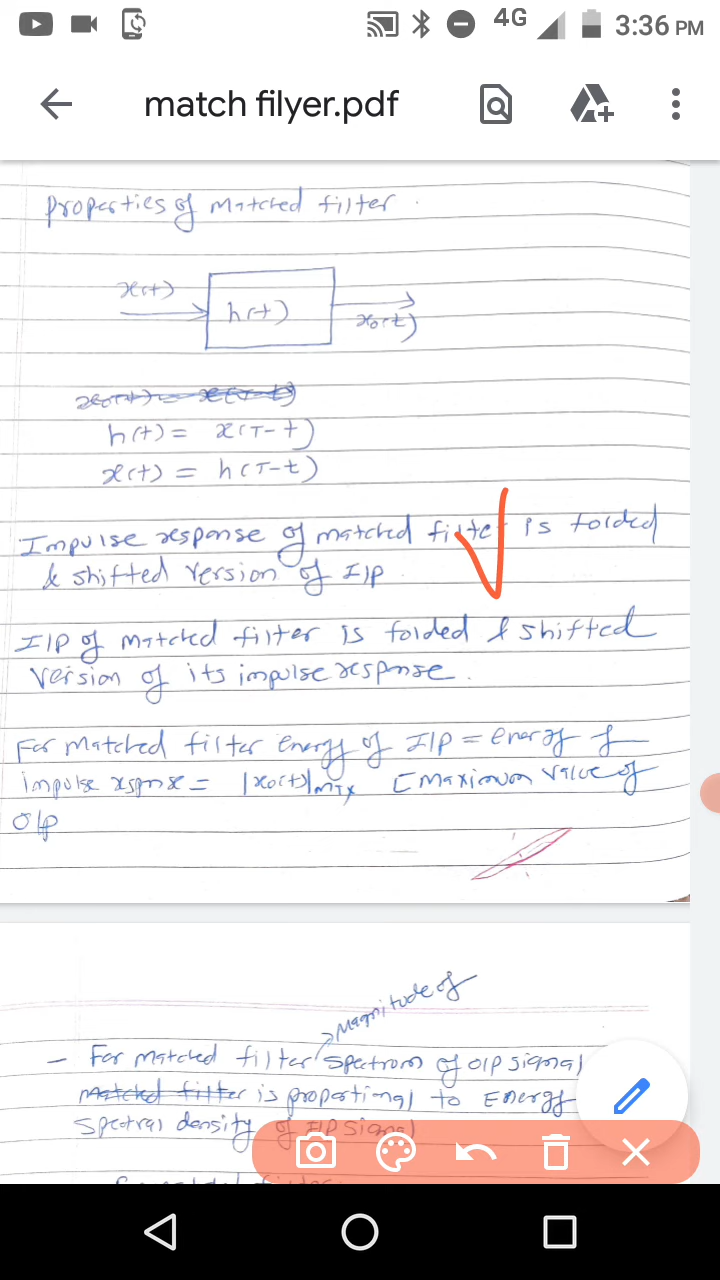 4G 3:36 PM
match filyer.pdf
properties of matched filter.
x(t)
h(t)
xo(t)
h(t) = x(T-t)
x(t) = h(T-t)
Impulse response of matched filter is folded
& shifted version of I/P
I/P of matched filter is folded & shifted
version of its impulse respnse.
For matched filter energy of I/P = energy of
impulse respnse = |xo(t)|max [maximum value of
O/p
Magnitude of
- For matched filter spectrom of O/P signal
matched filter is proportional to Energy
spectral density of I/P signal